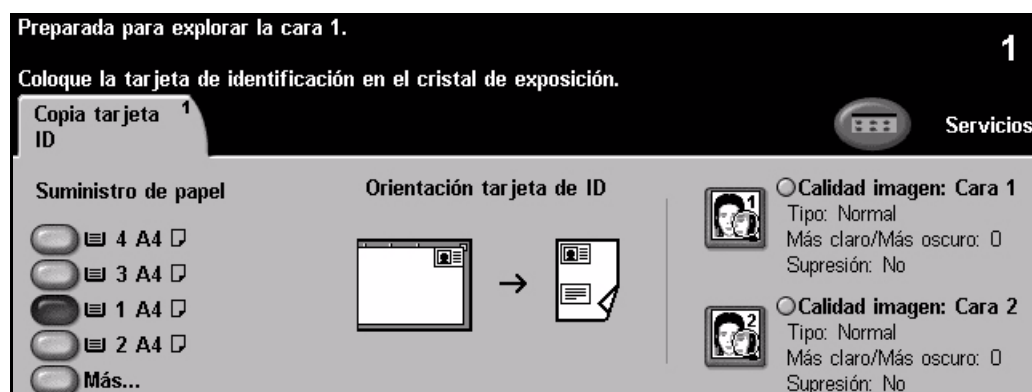 Preparada para explorar la cara 1.
1
Coloque la tarjeta de identificación en el cristal de exposición.
Copia tarjeta 1
ID
Servicios
Suministro de papel
4 A4
3 A4
1 A4
2 A4
Más...
Orientación tarjeta de ID
1
Calidad imagen: Cara 1
Tipo: Normal
Más claro/Más oscuro: 0
Supresión: No
2
Calidad imagen: Cara 2
Tipo: Normal
Más claro/Más oscuro: 0
Supresión: No